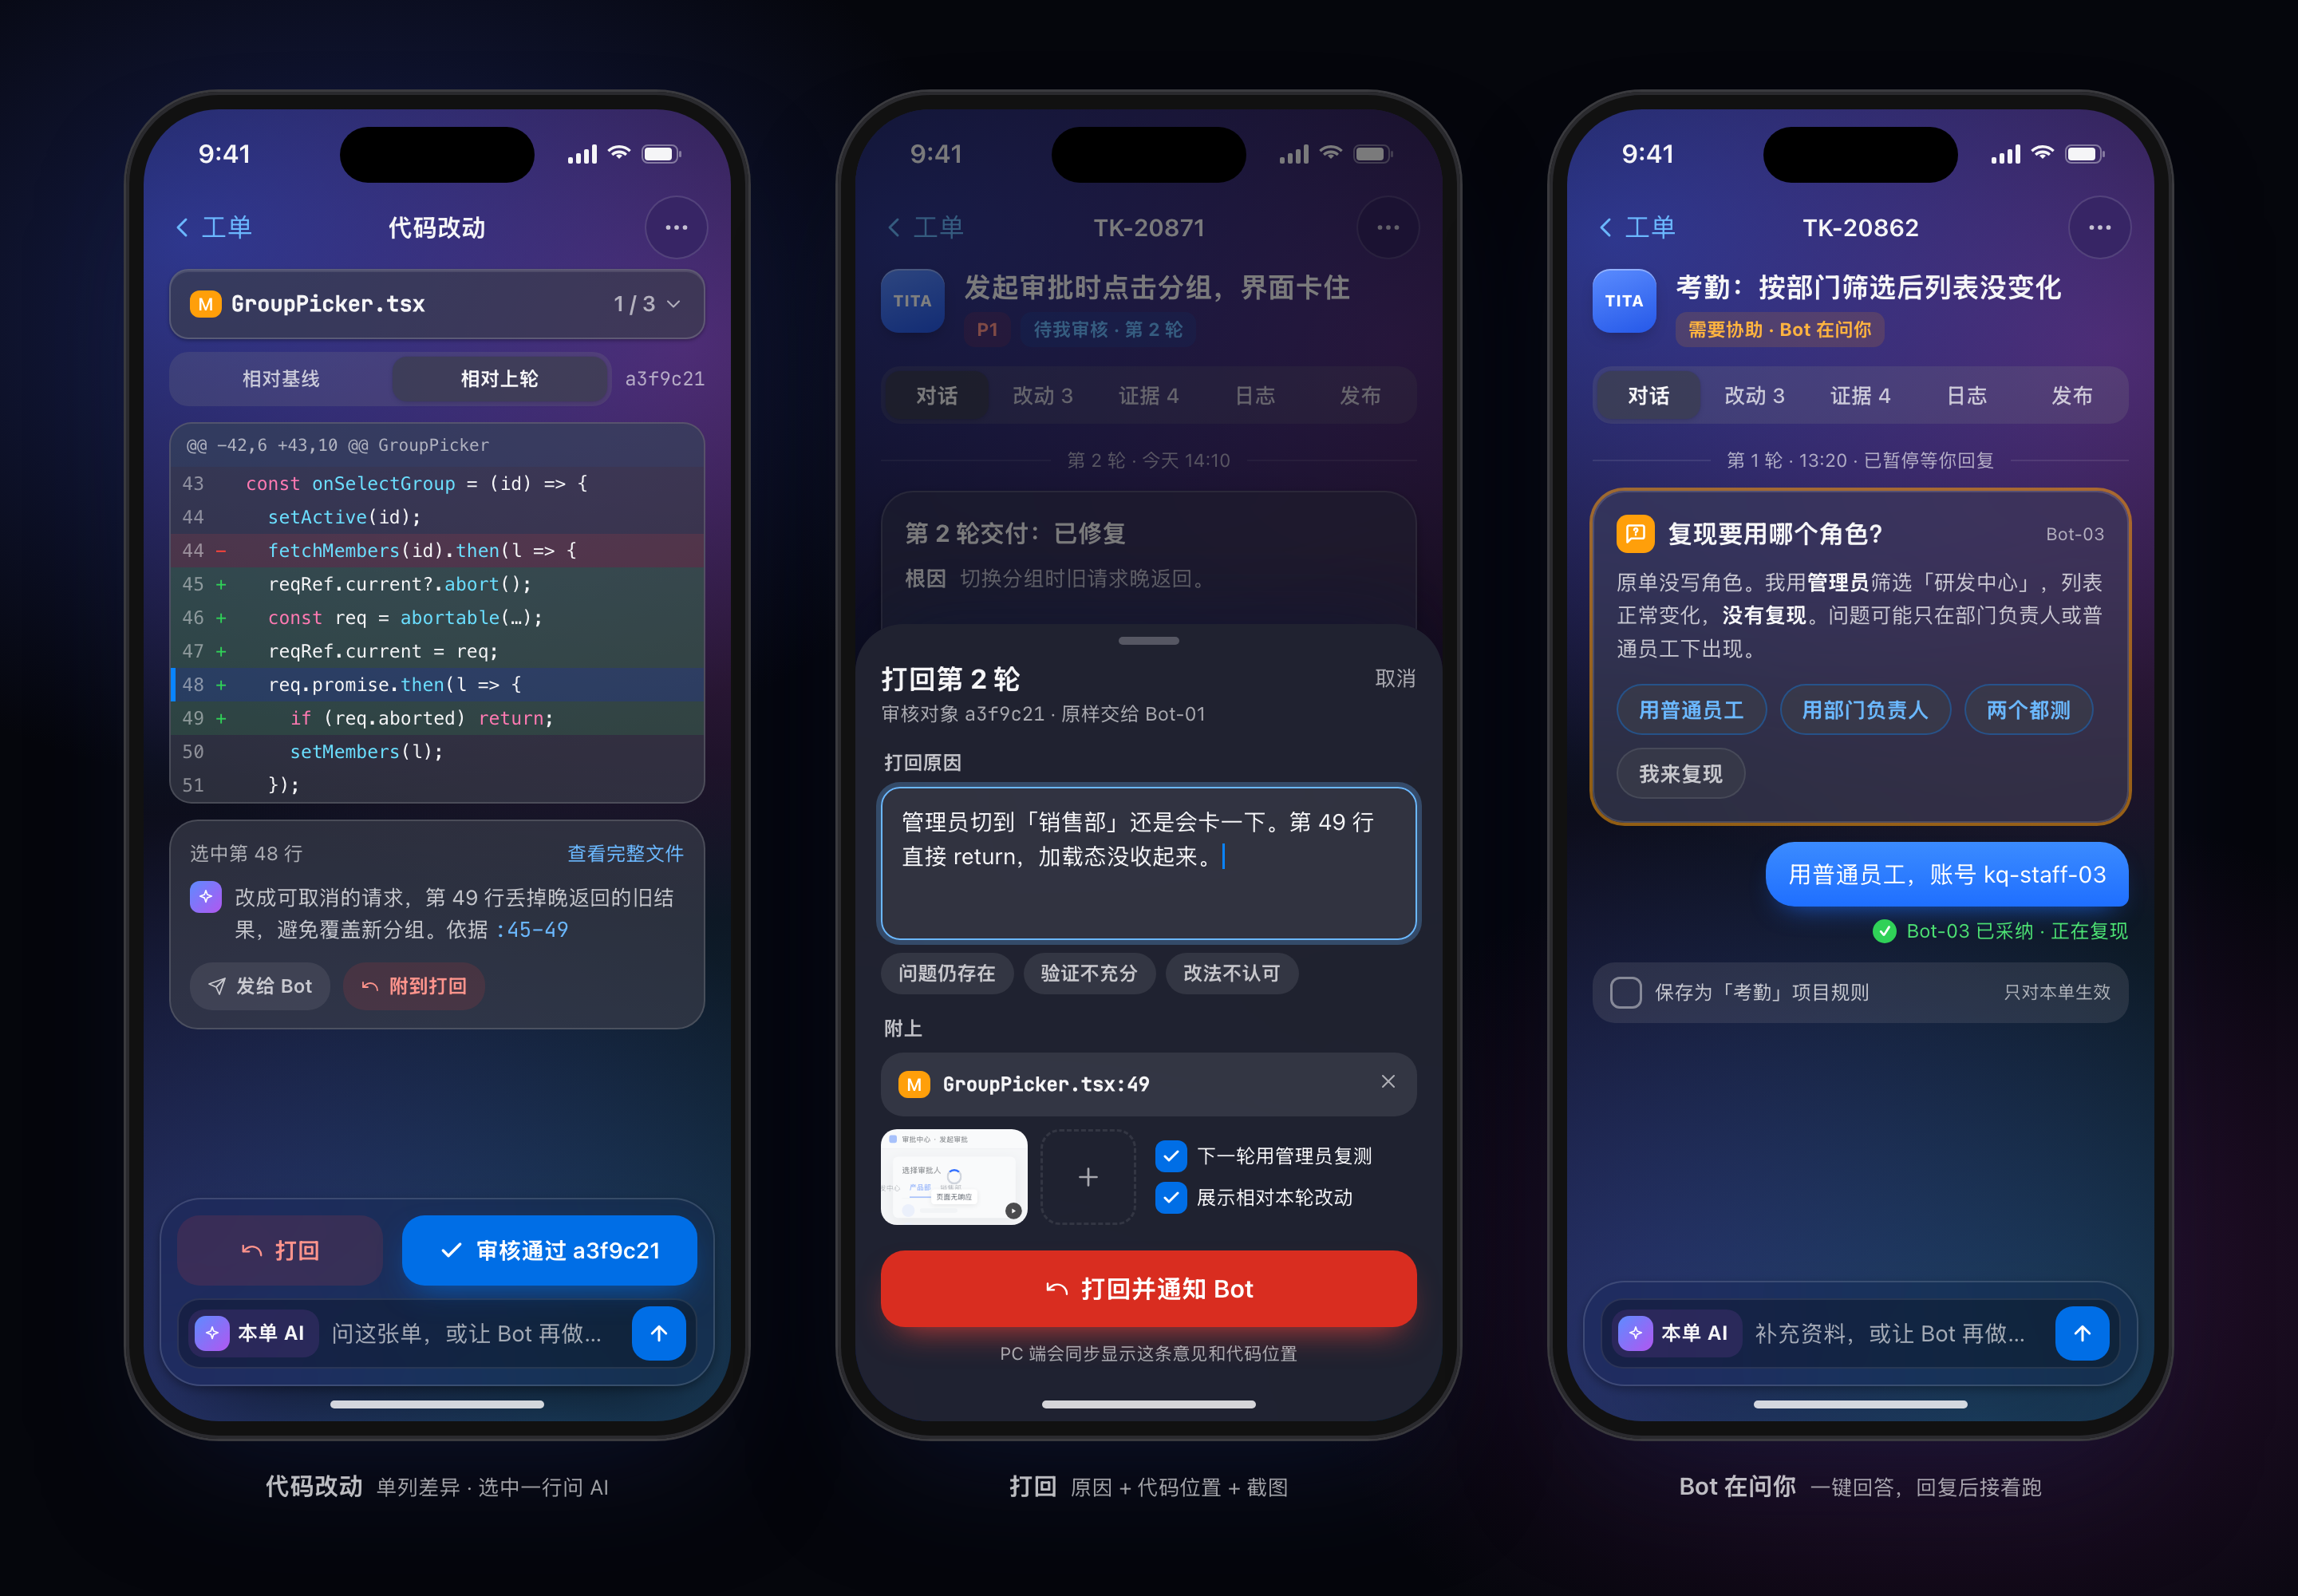 9:41
工单
代码改动
M GroupPicker.tsx 1 / 3
相对基线 相对上轮 a3f9c21
@@ −42,6 +43,10 @@ GroupPicker
43 const onSelectGroup = (id) => {
44 setActive(id);
44 − fetchMembers(id).then(l => {
45 + reqRef.current?.abort();
46 + const req = abortable(…);
47 + reqRef.current = req;
48 + req.promise.then(l => {
49 + if (req.aborted) return;
50 setMembers(l);
51 });
选中第 48 行 查看完整文件
改成可取消的请求，第 49 行丢掉晚返回的旧结
果，避免覆盖新分组。依据 :45–49
发给 Bot 附到打回
打回 审核通过 a3f9c21
本单 AI 问这张单，或让 Bot 再做…
代码改动 单列差异 · 选中一行问 AI
9:41
工单
TK-20871
TITA 发起审批时点击分组，界面卡住
P1 待我审核 · 第 2 轮
对话 改动 3 证据 4 日志 发布
第 2 轮 · 今天 14:10
第 2 轮交付：已修复
根因 切换分组时旧请求晚返回。
打回第 2 轮 取消
审核对象 a3f9c21 · 原样交给 Bot-01
打回原因
管理员切到「销售部」还是会卡一下。第 49 行
直接 return，加载态没收起来。
问题仍存在 验证不充分 改法不认可
附上
M GroupPicker.tsx:49
审批中心 · 发起审批
选择审批人
产品部
页面无响应
下一轮用管理员复测
展示相对本轮改动
打回并通知 Bot
PC 端会同步显示这条意见和代码位置
打回 原因 + 代码位置 + 截图
9:41
工单
TK-20862
TITA 考勤：按部门筛选后列表没变化
需要协助 · Bot 在问你
对话 改动 3 证据 4 日志 发布
第 1 轮 · 13:20 · 已暂停等你回复
复现要用哪个角色？ Bot-03
原单没写角色。我用管理员筛选「研发中心」，列表
正常变化，没有复现。问题可能只在部门负责人或普
通员工下出现。
用普通员工 用部门负责人 两个都测
我来复现
用普通员工，账号 kq-staff-03
Bot-03 已采纳 · 正在复现
保存为「考勤」项目规则 只对本单生效
本单 AI 补充资料，或让 Bot 再做…
Bot 在问你 一键回答，回复后接着跑